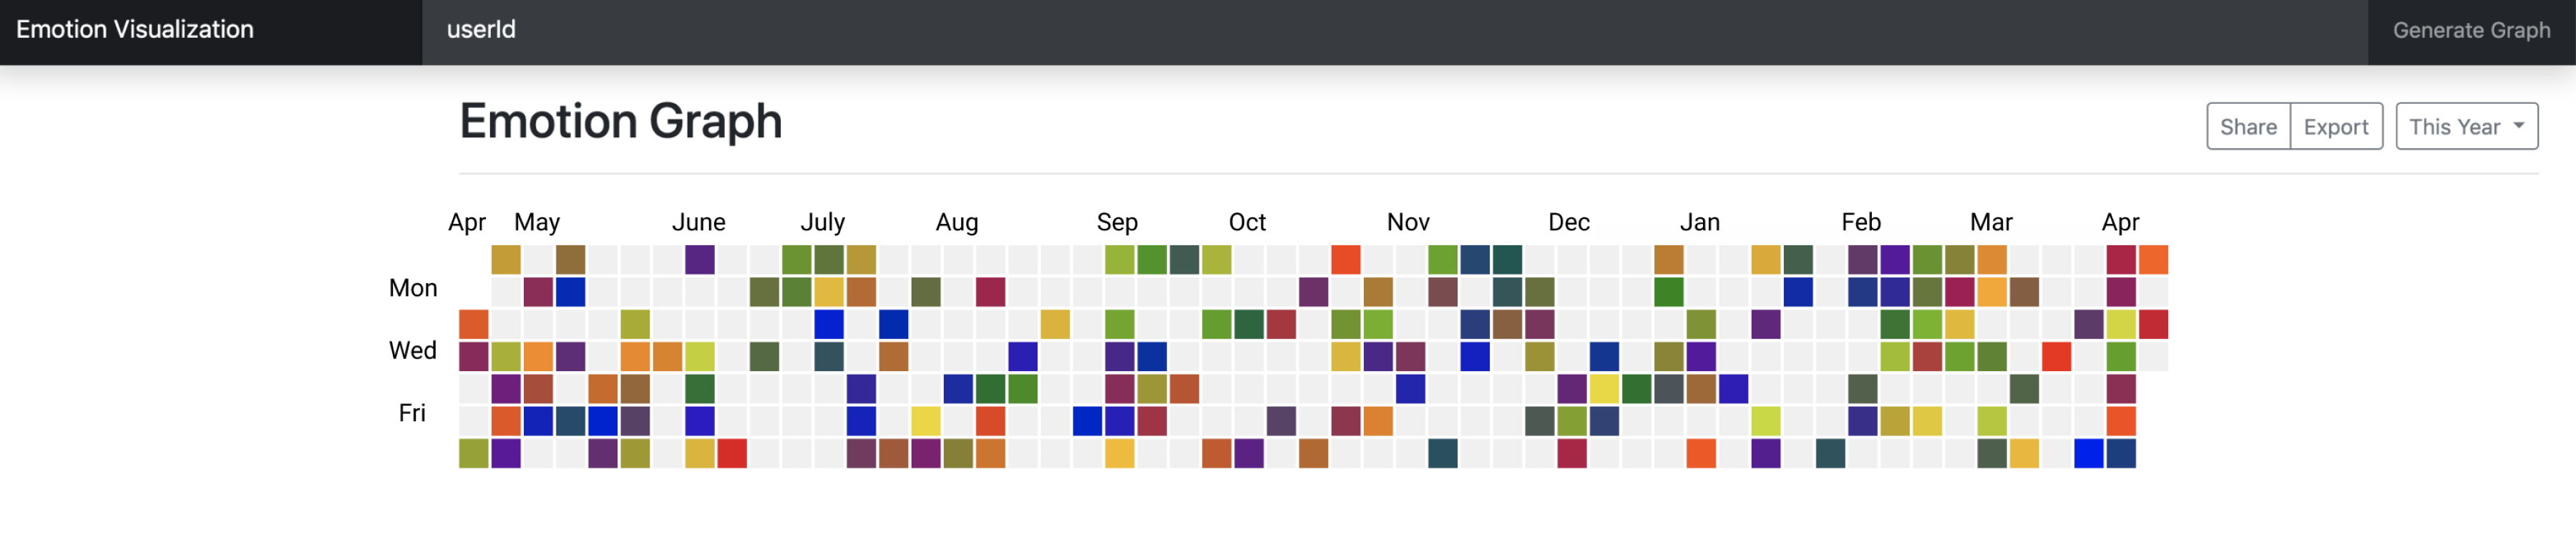 Emotion Visualization userId Generate Graph
Emotion Graph Share Export This Year
Apr May June July Aug Sep Oct Nov Dec Jan Feb Mar Apr
Mon
Wed
Fri